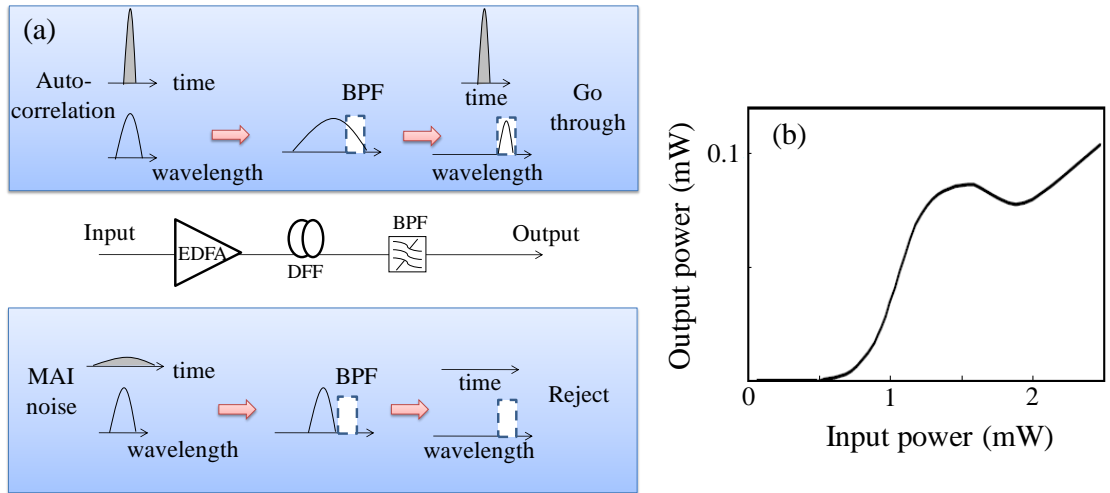 (a)
Auto-
correlation
time
wavelength
BPF
time
wavelength
Go
through
Input
EDFA
DFF
BPF
Output
MAI
noise
time
wavelength
BPF
time
wavelength
Reject
(b)
Output power (mW)
0.1
0
1
2
Input power (mW)